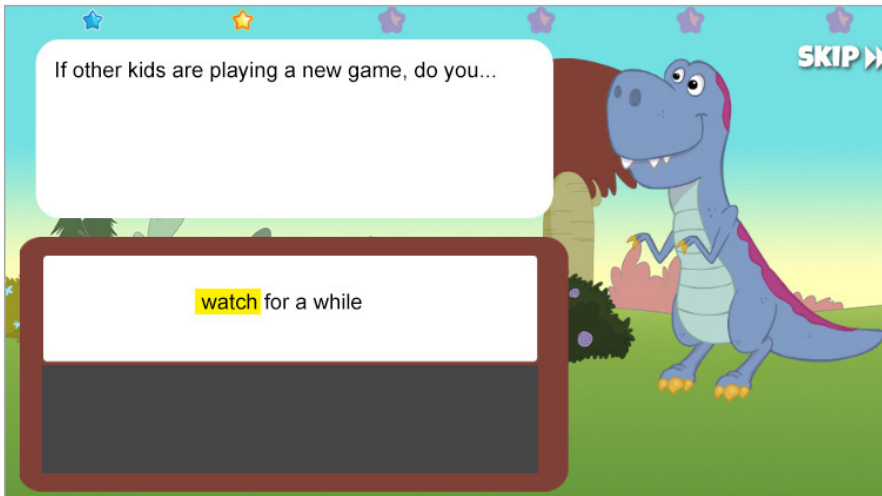 SKIP
If other kids are playing a new game, do you...
watch for a while